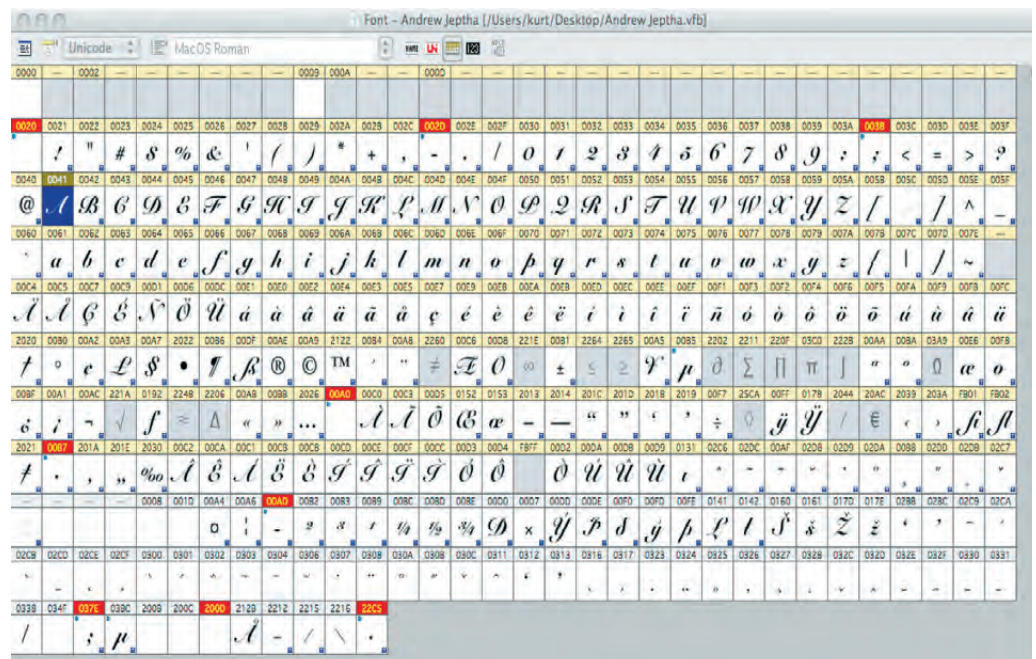 Font – Andrew Jeptha [/Users/kurt/Desktop/Andrew Jeptha.vfb]
Unicode MacOS Roman NAME UN
0000 — 0002 — — — — — — 0009 000A — — 000D — — — — — — — — — — — — — — — — — —
0020 0021 0022 0023 0024 0025 0026 0027 0028 0029 002A 002B 002C 002D 002E 002F 0030 0031 0032 0033 0034 0035 0036 0037 0038 0039 003A 003B 003C 003D 003E 003F
! " # $ % & ' ( ) * + , - . / 0 1 2 3 4 5 6 7 8 9 : ; < = > ?
0040 0041 0042 0043 0044 0045 0046 0047 0048 0049 004A 004B 004C 004D 004E 004F 0050 0051 0052 0053 0054 0055 0056 0057 0058 0059 005A 005B 005C 005D 005E 005F
@ A B C D E F G H I J K L M N O P Q R S T U V W X Y Z [ ] ^ _
0060 0061 0062 0063 0064 0065 0066 0067 0068 0069 006A 006B 006C 006D 006E 006F 0070 0071 0072 0073 0074 0075 0076 0077 0078 0079 007A 007B 007C 007D 007E —
` a b c d e f g h i j k l m n o p q r s t u v w x y z { | } ~
00C4 00C5 00C7 00C9 00D1 00D6 00DC 00E1 00E0 00E2 00E4 00E3 00E5 00E7 00E9 00E8 00EA 00EB 00ED 00EC 00EE 00EF 00F1 00F3 00F2 00F4 00F6 00F5 00FA 00F9 00FB 00FC
Ä Å Ç É Ñ Ö Ü á à â ä ã å ç é è ê ë í ì î ï ñ ó ò ô ö õ ú ù û ü
2020 00B0 00A2 00A3 00A7 2022 00B6 00DF 00AE 00A9 2122 00B4 00A8 2260 00C6 00D8 221E 00B1 2264 2265 00A5 00B5 2202 2211 220F 03C0 222B 00AA 00BA 03A9 00E6 00F8
† ° ¢ £ § • ¶ ß ® © ™ ´ ¨ ≠ Æ Ø ∞ ± ≤ ≥ ¥ µ ∂ ∑ ∏ π ∫ ª º Ω æ ø
00BF 00A1 00AC 221A 0192 2248 2206 00AB 00BB 2026 00A0 00C0 00C3 00D5 0152 0153 2013 2014 201C 201D 2018 2019 00F7 25CA 00FF 0178 2044 20AC 2039 203A FB01 FB02
¿ ¡ ¬ √ ƒ ≈ ∆ « » … À Ã Õ Œ œ – — “ ” ‘ ’ ÷ ◊ ÿ Ÿ ⁄ € ‹ › ﬁ ﬂ
2021 00B7 201A 201E 2030 00C2 00CA 00C1 00CB 00C8 00CD 00CE 00CF 00CC 00D3 00D4 F8FF 00D2 00DA 00DB 00D9 0131 02C6 02DC 00AF 02D8 02D9 02DA 00B8 02DD 02DB 02C7
‡ · ‚ „ ‰ Â Ê Á Ë È Í Î Ï Ì Ó Ô Ò Ú Û Ù ı ˆ ˜ ¯ ˘ ˙ ˚ ¸ ˝ ˛ ˇ
— — — — 0008 001D 00A4 00A6 00AD 00B2 00B3 00B9 00BC 00BD 00BE 00D0 00D7 00DD 00DE 00F0 00FD 00FE 0141 0142 0160 0161 017D 017E 02BB 02BC 02C9 02CA
¤ ¦ - ² ³ ¹ ¼ ½ ¾ Ð × Ý Þ ð ý þ Ł ł Š š Ž ž
02CB 02CD 02CE 02CF 0300 0301 0302 0303 0304 0306 0307 0308 030A 030B 030C 0311 0312 0313 0316 0317 0323 0324 0325 0326 0327 0328 032C 032D 032E 032F 0330 0331
0338 034F 037E 03BC 2009 200C 200D 212B 2212 2215 2216 22C5
/ ; μ Å − ∕ ∖ ⋅